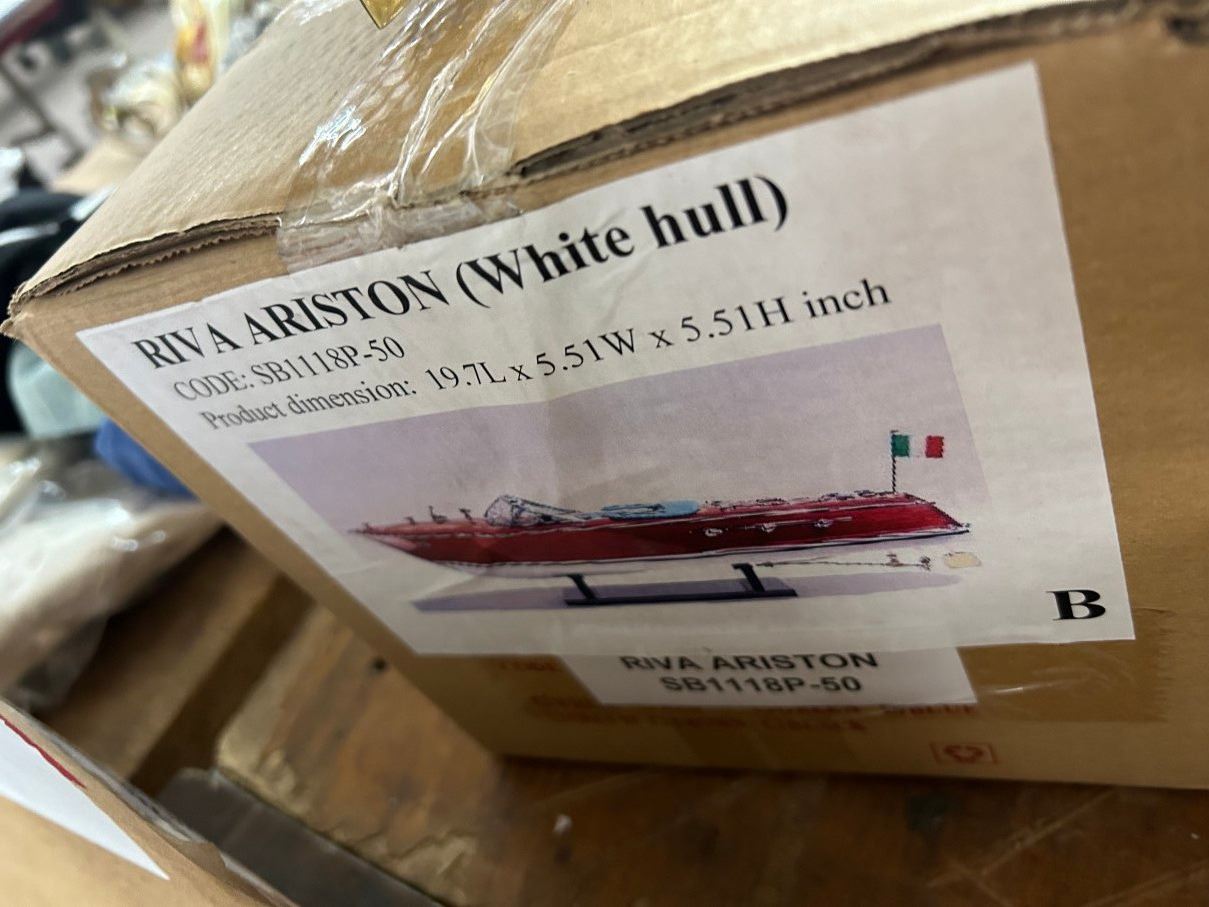 RIVA ARISTON (White hull)
CODE: SB1118P-50
Product dimension: 19.7L x 5.51W x 5.51H inch
B
RIVA ARISTON
SB1118P-50